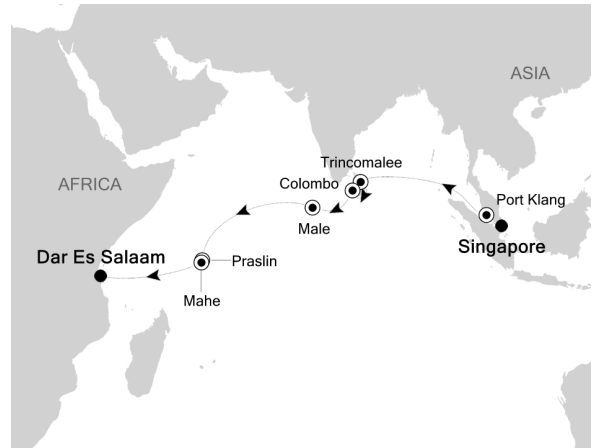 ASIA
Trincomalee
Colombo
AFRICA
Port Klang
Male
Singapore
Dar Es Salaam
Praslin
Mahe